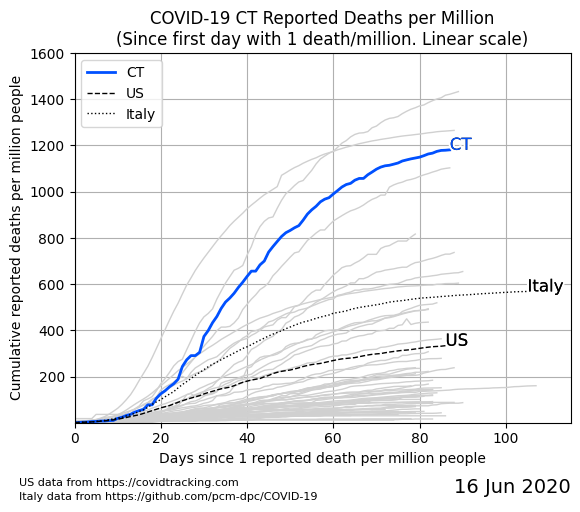 COVID-19 CT Reported Deaths per Million
(Since first day with 1 death/million. Linear scale)
Cumulative reported deaths per million people
1600
1400
1200
1000
800
600
400
200
CT
US
Italy
CT
Italy
US
0 20 40 60 80 100
Days since 1 reported death per million people
US data from https://covidtracking.com
Italy data from https://github.com/pcm-dpc/COVID-19
16 Jun 2020